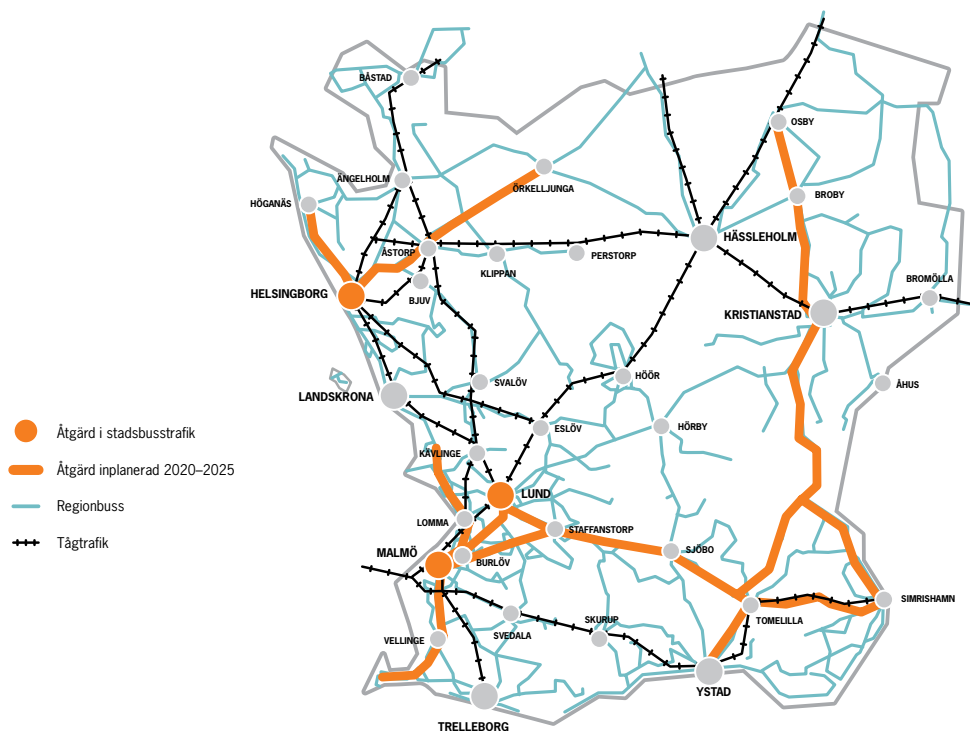 BÅSTAD
OSBY
ÄNGELHOLM
ÖRKELLJUNGA
HÖGANÄS
BROBY
HÄSSLEHOLM
ÅSTORP
KLIPPAN
PERSTORP
BROMÖLLA
HELSINGBORG
BJUV
KRISTIANSTAD
SVALÖV
HÖÖR
ÅHUS
LANDSKRONA
Åtgärd i stadsbusstrafik
ESLÖV
HÖRBY
KÄVLINGE
Åtgärd inplanerad 2020–2025
LUND
Regionbuss
LOMMA
STAFFANSTORP
Tågtrafik
MALMÖ
BURLÖV
SJÖBO
SIMRISHAMN
TOMELILLA
SVEDALA
SKURUP
VELLINGE
YSTAD
TRELLEBORG